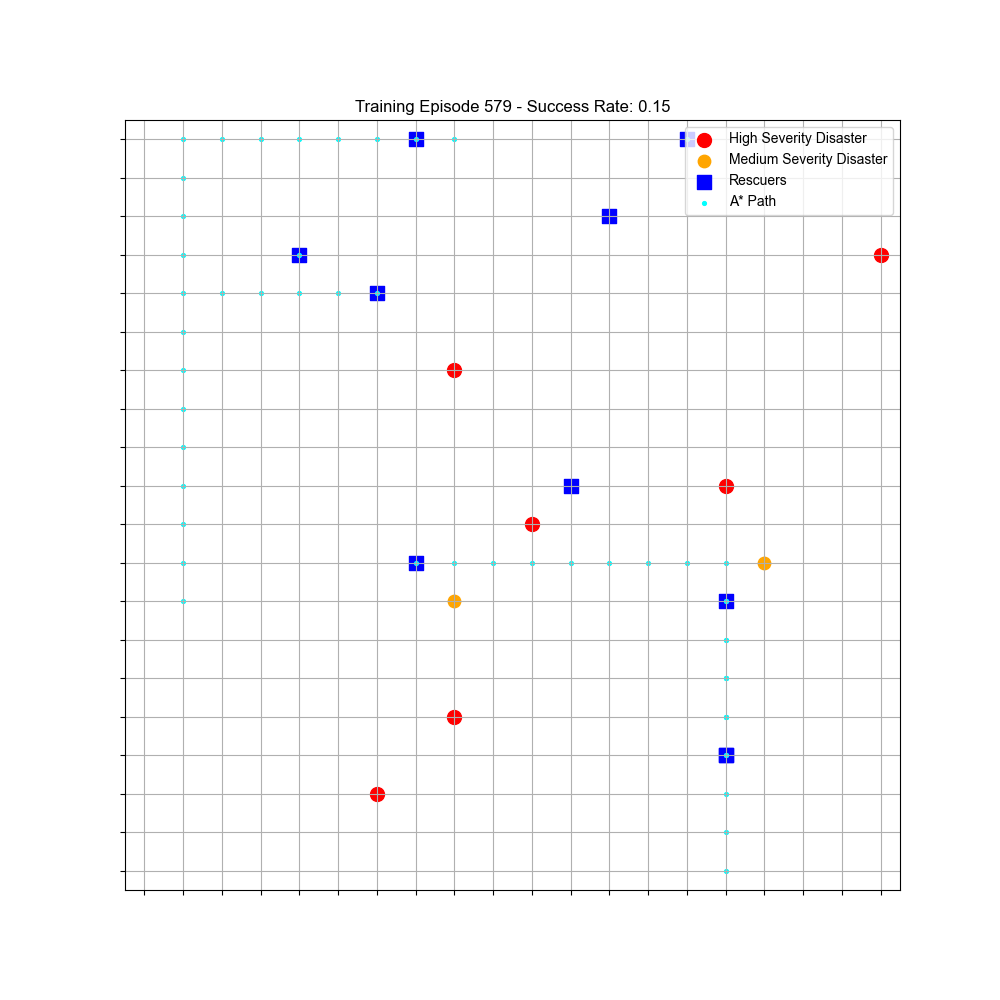 Training Episode 579 - Success Rate: 0.15
High Severity Disaster
Medium Severity Disaster
Rescuers
A* Path